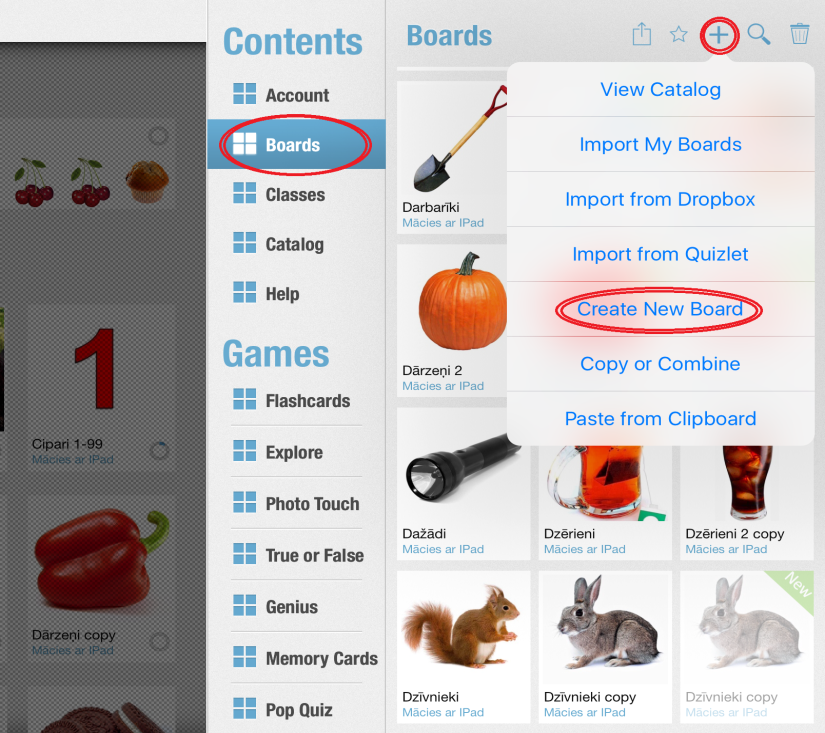 Cipari 1-99
Mācies ar IPad
Dārzeņi copy
Mācies ar IPad
Contents
Account
Boards
Classes
Catalog
Help
Games
Flashcards
Explore
Photo Touch
True or False
Genius
Memory Cards
Pop Quiz
Boards
View Catalog
Import My Boards
Import from Dropbox
Import from Quizlet
Create New Board
Copy or Combine
Paste from Clipboard
Darbarīki
Mācies ar IPad
Dārzeņi 2
Mācies ar IPad
Dažādi
Mācies ar IPad
Dzērieni
Mācies ar IPad
Dzērieni 2 copy
Mācies ar IPad
Dzīvnieki
Mācies ar IPad
Dzīvnieki copy
Mācies ar IPad
New
Dzīvnieki copy
Mācies ar IPad
1